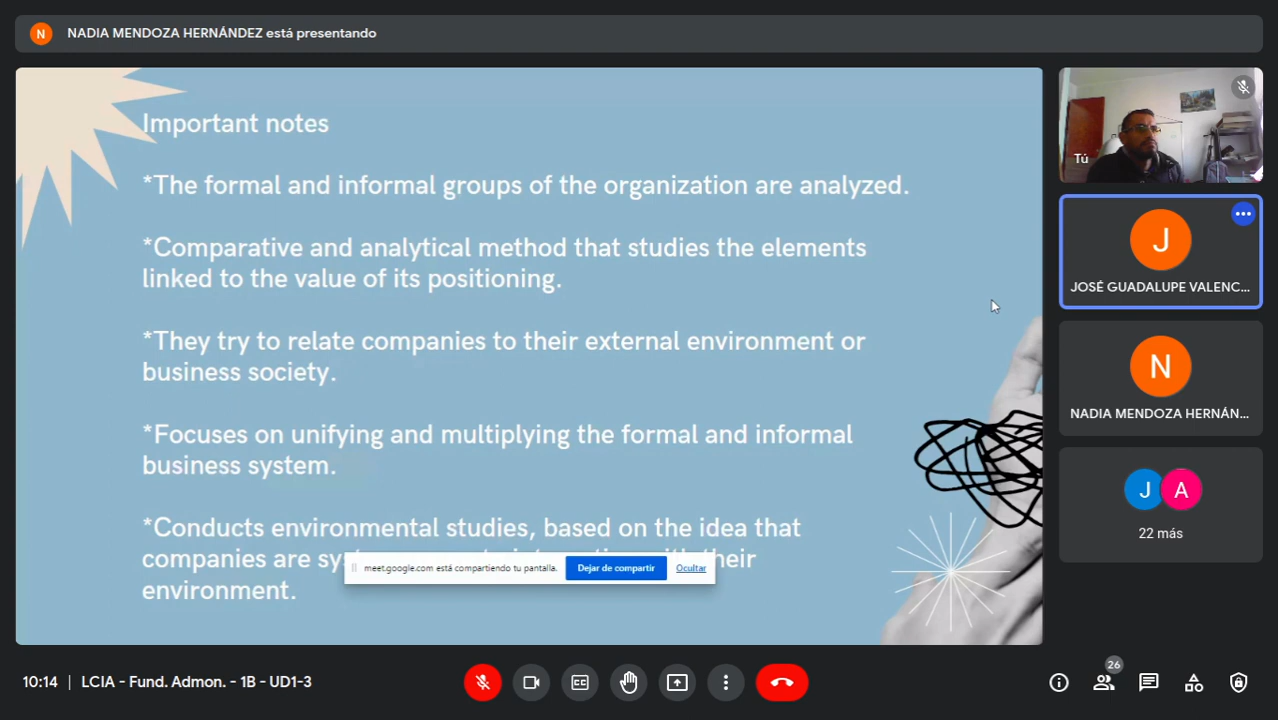 N
NADIA MENDOZA HERNÁNDEZ está presentando
Important notes
*The formal and informal groups of the organization are analyzed.
*Comparative and analytical method that studies the elements
linked to the value of its positioning.
*They try to relate companies to their external environment or
business society.
*Focuses on unifying and multiplying the formal and informal
business system.
*Conducts environmental studies, based on the idea that
companies are
environment.
meet.google.com está compartiendo tu pantalla.
Dejar de compartir
Ocultar
Tú
J
JOSÉ GUADALUPE VALENC...
N
NADIA MENDOZA HERNÁN...
J
A
22 más
10:14 | LCIA - Fund. Admon. - 1B - UD1-3
26